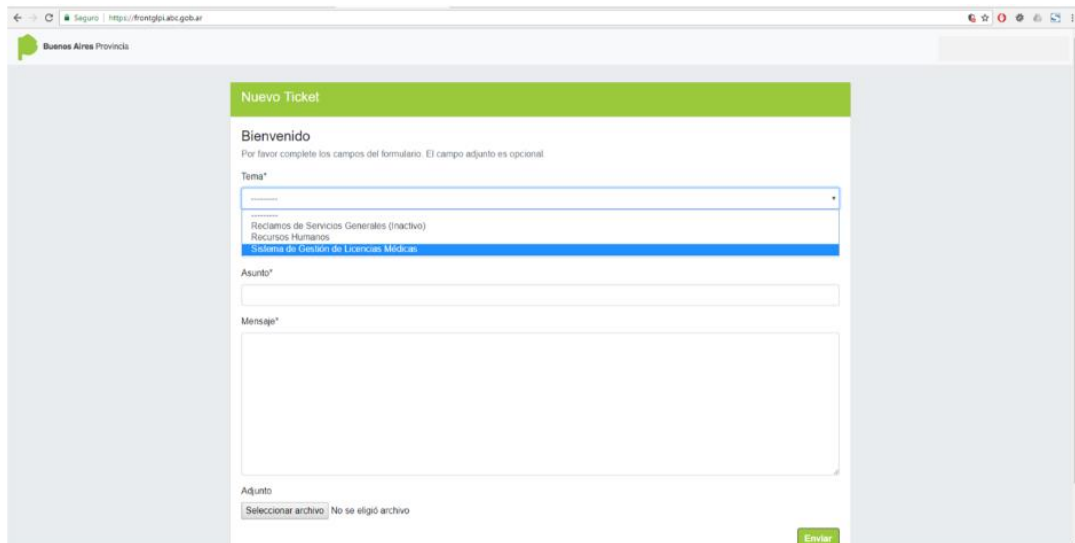 Seguro | https://frontglpi.abc.gob.ar
Buenos Aires Provincia
Nuevo Ticket
Bienvenido
Por favor complete los campos del formulario. El campo adjunto es opcional.
Tema*
---------
---------
Reclamos de Servicios Generales (Inactivo)
Recursos Humanos
Sistema de Gestión de Licencias Médicas
Asunto*
Mensaje*
Adjunto
Seleccionar archivo No se eligió archivo
Enviar